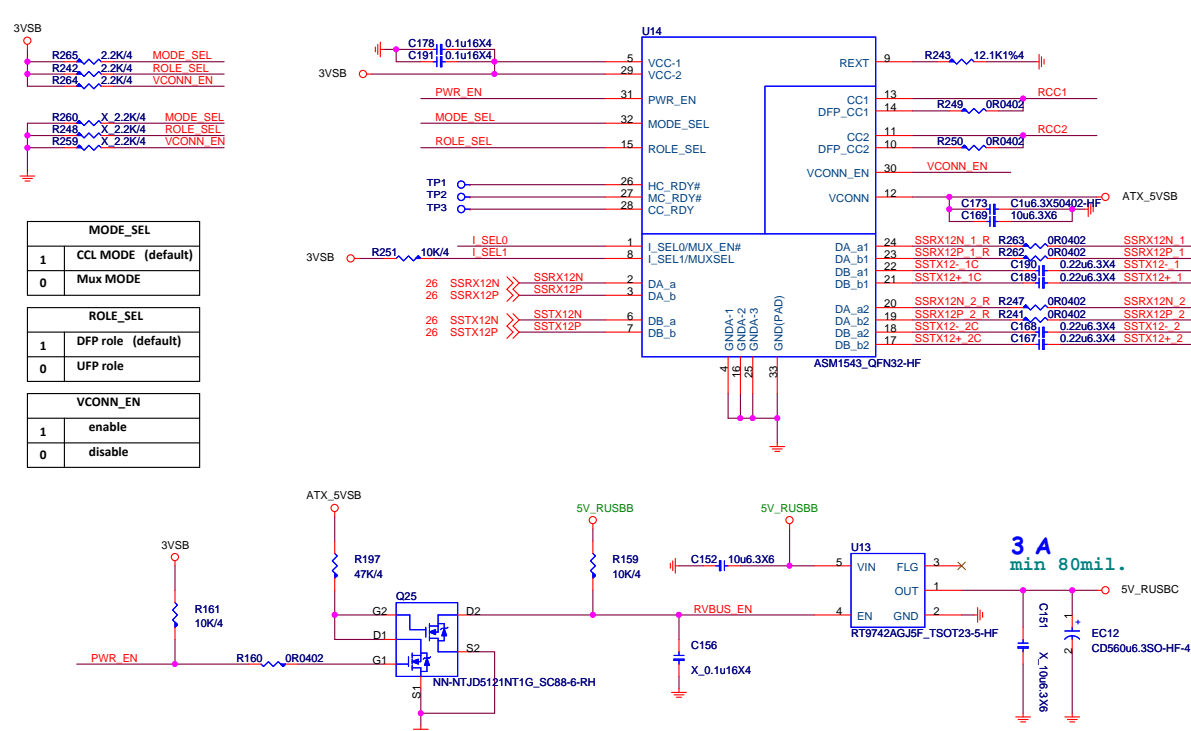 3VSB
R265 2.2K/4 MODE_SEL
R242 2.2K/4 ROLE_SEL
R264 2.2K/4 VCONN_EN
R260 X_2.2K/4 MODE_SEL
R248 X_2.2K/4 ROLE_SEL
R259 X_2.2K/4 VCONN_EN
MODE_SEL
1 CCL MODE (default)
0 Mux MODE
ROLE_SEL
1 DFP role (default)
0 UFP role
VCONN_EN
1 enable
0 disable
C178 0.1u16X4
C191 0.1u16X4
3VSB
PWR_EN
MODE_SEL
ROLE_SEL
TP1
TP2
TP3
I_SEL0
3VSB R251 10K/4 I_SEL1
26 SSRX12N SSRX12N
26 SSRX12P SSRX12P
26 SSTX12N SSTX12N
26 SSTX12P SSTX12P
U14
5 VCC-1
29 VCC-2
31 PWR_EN
32 MODE_SEL
15 ROLE_SEL
26 HC_RDY#
27 MC_RDY#
28 CC_RDY
1 I_SEL0/MUX_EN#
8 I_SEL1/MUXSEL
2 DA_a
3 DA_b
6 DB_a
7 DB_b
GNDA-1 4
GNDA-2 16
GNDA-3 25
GND(PAD) 33
REXT 9 R243 12.1K1%4
CC1 13 RCC1
DFP_CC1 14 R249 0R0402
CC2 11 RCC2
DFP_CC2 10 R250 0R0402
VCONN_EN 30 VCONN_EN
VCONN 12 ATX_5VSB
C173 C1u6.3X50402-HF
C169 10u6.3X6
DA_a1 24 SSRX12N_1_R R263 0R0402 SSRX12N_1
DA_b1 23 SSRX12P_1_R R262 0R0402 SSRX12P_1
DB_a1 22 SSTX12-_1C C190 0.22u6.3X4 SSTX12-_1
DB_b1 21 SSTX12+_1C C189 0.22u6.3X4 SSTX12+_1
DA_a2 20 SSRX12N_2_R R247 0R0402 SSRX12N_2
DA_b2 19 SSRX12P_2_R R241 0R0402 SSRX12P_2
DB_a2 18 SSTX12-_2C C168 0.22u6.3X4 SSTX12-_2
DB_b2 17 SSTX12+_2C C167 0.22u6.3X4 SSTX12+_2
ASM1543_QFN32-HF
3VSB
R161
10K/4
PWR_EN
R160 0R0402
ATX_5VSB
R197
47K/4
Q25
G2 D2
D1 S2
G1
S1
NN-NTJD5121NT1G_SC88-6-RH
5V_RUSBB
R159
10K/4
RVBUS_EN
C156
X_0.1u16X4
5V_RUSBB
C152 10u6.3X6
U13
5 VIN FLG 3
OUT 1
4 EN GND 2
RT9742AGJ5F_TSOT23-5-HF
3 A
min 80mil.
5V_RUSBC
C151
X_10u6.3X6
1
+
2
EC12
CD560u6.3SO-HF-4